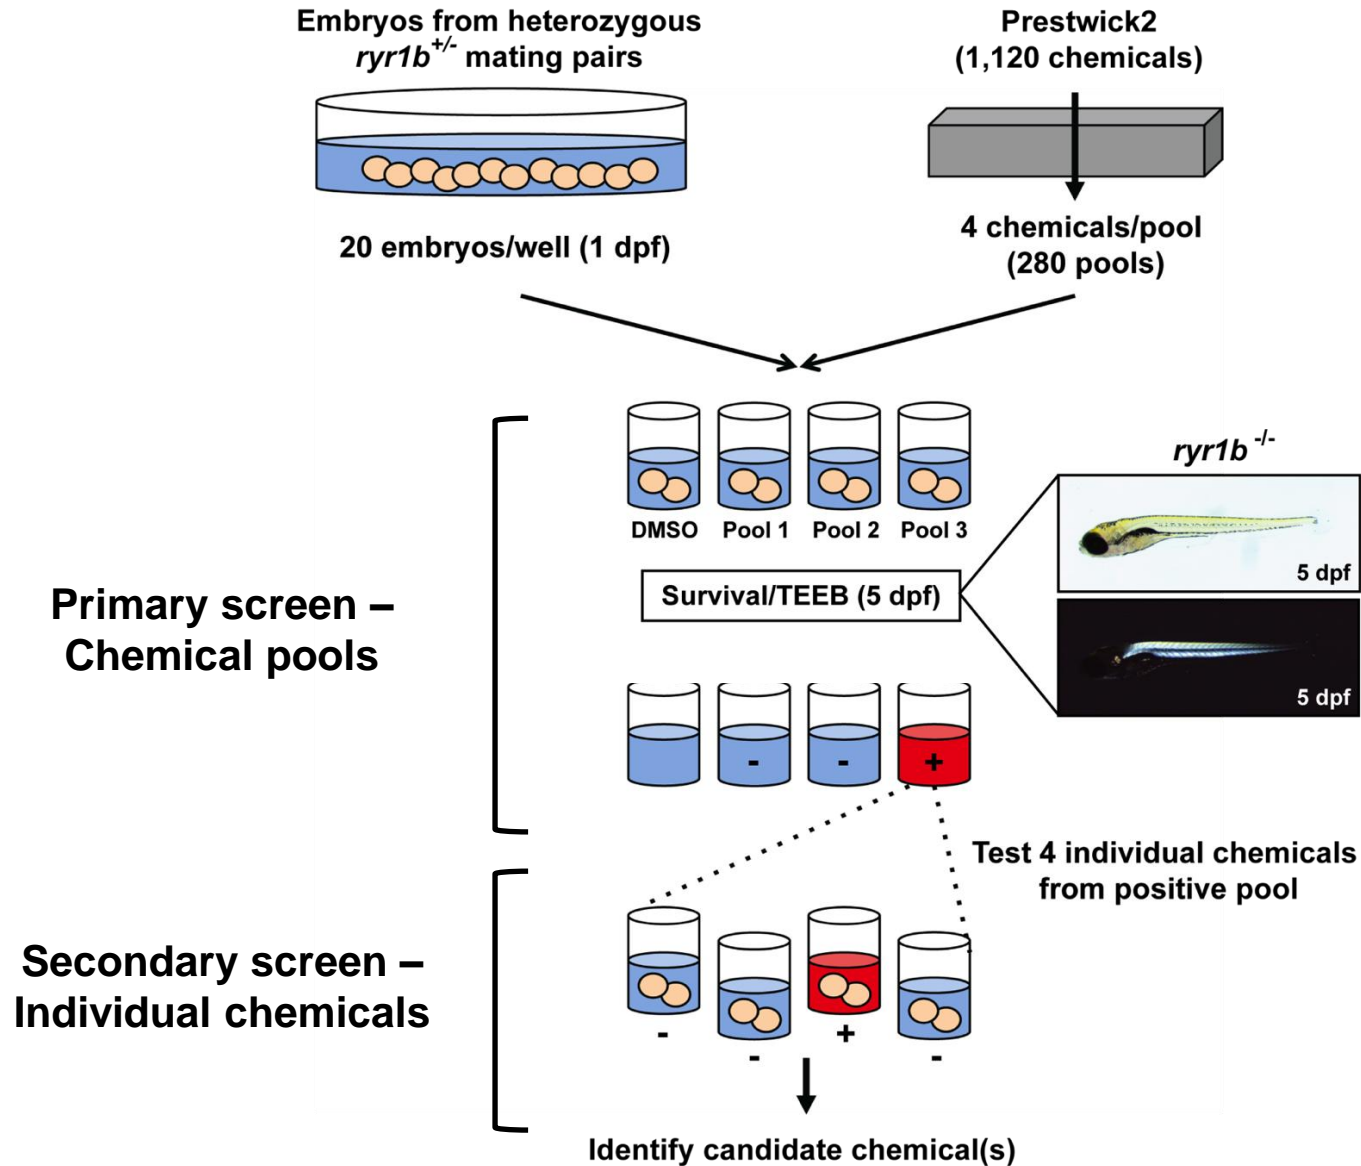 Embryos from heterozygous
ryr1b+/- mating pairs
Prestwick2
(1,120 chemicals)
20 embryos/well (1 dpf)
4 chemicals/pool
(280 pools)
DMSO
Pool 1
Pool 2
Pool 3
ryr1b -/-
5 dpf
5 dpf
Survival/TEEB (5 dpf)
Primary screen –
Chemical pools
-
-
+
Test 4 individual chemicals
from positive pool
Secondary screen –
Individual chemicals
-
-
+
-
Identify candidate chemical(s)